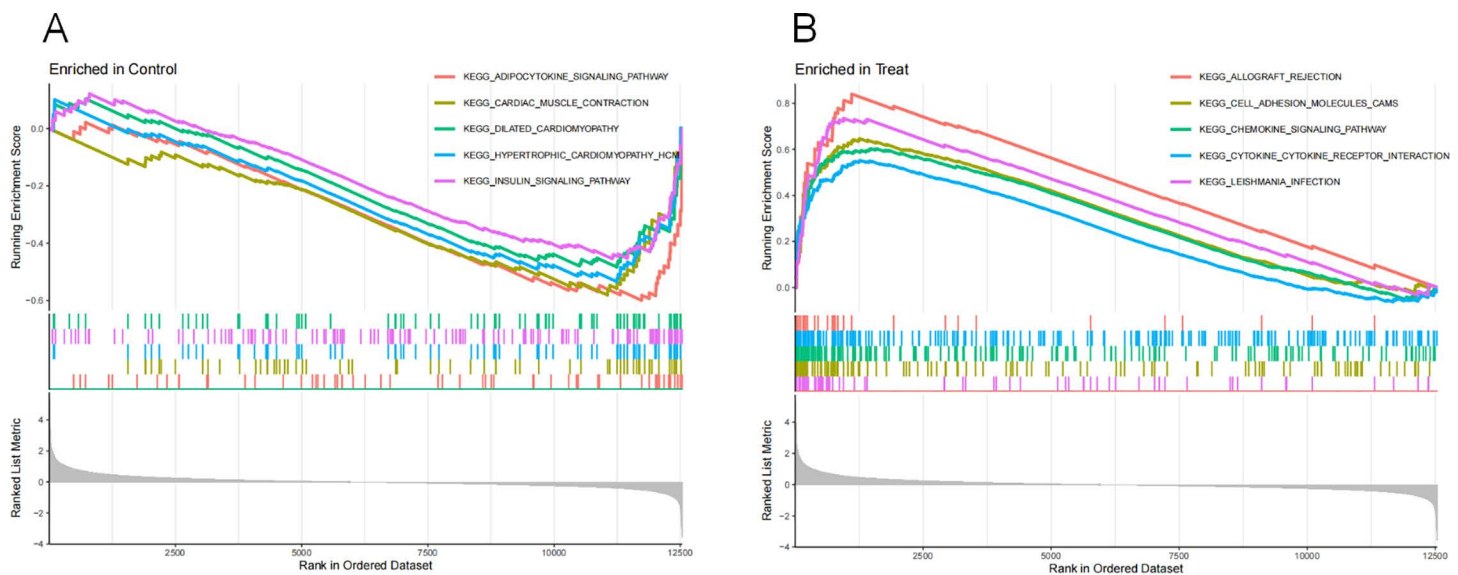 A
Enriched in Control
KEGG_ADIPOCYTOKINE_SIGNALING_PATHWAY
KEGG_CARDIAC_MUSCLE_CONTRACTION
KEGG_DILATED_CARDIOMYOPATHY
KEGG_HYPERTROPHIC_CARDIOMYOPATHY_HCM
KEGG_INSULIN_SIGNALING_PATHWAY
Running Enrichment Score
0.0
−0.2
−0.4
−0.6
Ranked List Metric
4
2
0
−2
−4
2500
5000
7500
10000
12500
Rank in Ordered Dataset
B
Enriched in Treat
KEGG_ALLOGRAFT_REJECTION
KEGG_CELL_ADHESION_MOLECULES_CAMS
KEGG_CHEMOKINE_SIGNALING_PATHWAY
KEGG_CYTOKINE_CYTOKINE_RECEPTOR_INTERACTION
KEGG_LEISHMANIA_INFECTION
Running Enrichment Score
0.8
0.6
0.4
0.2
0.0
Ranked List Metric
4
2
0
−2
−4
2500
5000
7500
10000
12500
Rank in Ordered Dataset